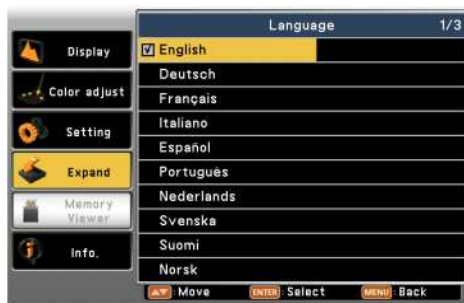 Language 1/3
Display
Color adjust
Setting
Expand
Memory
Viewer
Info.
English
Deutsch
Français
Italiano
Español
Português
Nederlands
Svenska
Suomi
Norsk
Move ENTER Select MENU Back